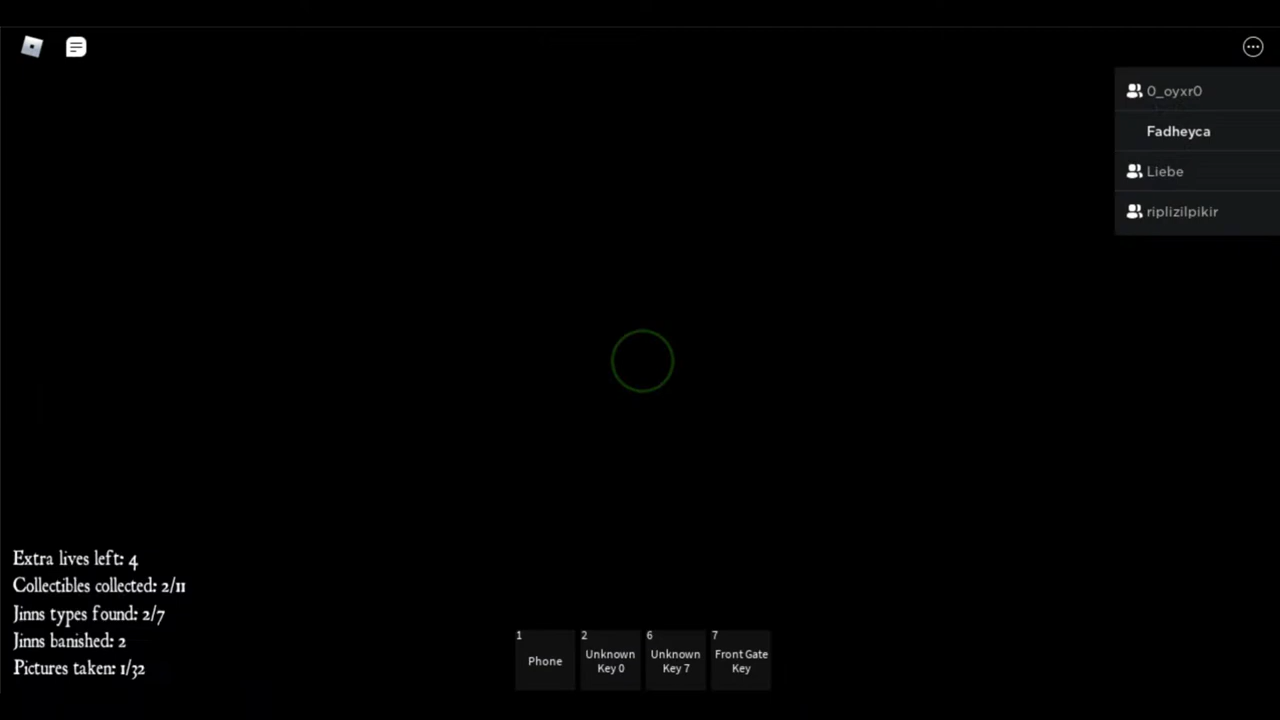 0_oyxr0
Fadheyca
Liebe
riplizilpikir
Extra lives left: 4
Collectibles collected: 2/11
Jinns types found: 2/7
Jinns banished: 2
Pictures taken: 1/32
1
Phone
2
Unknown
Key 0
6
Unknown
Key 7
7
Front Gate
Key